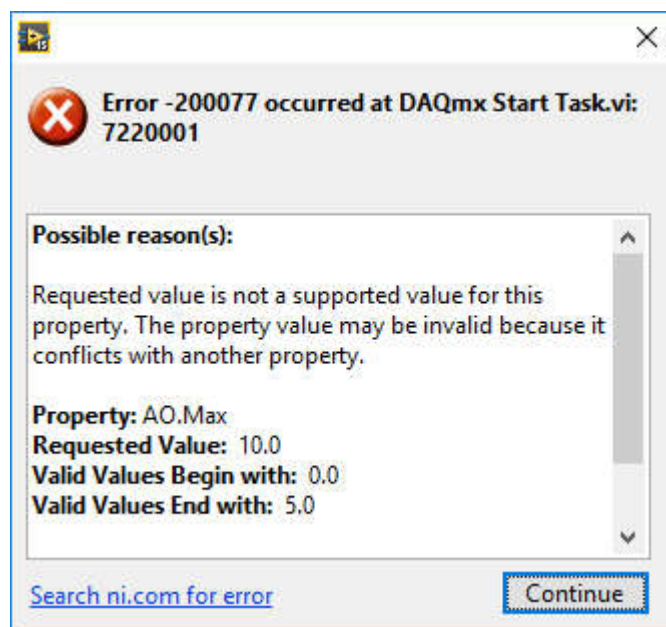 Error -200077 occurred at DAQmx Start Task.vi:
7220001
Possible reason(s):
Requested value is not a supported value for this
property. The property value may be invalid because it
conflicts with another property.
Property: AO.Max
Requested Value: 10.0
Valid Values Begin with: 0.0
Valid Values End with: 5.0
Search ni.com for error
Continue